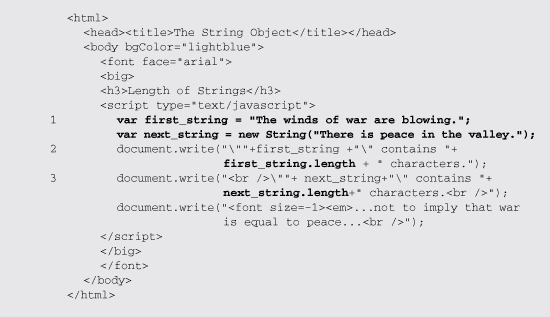 <html>
<head><title>The String Object</title></head>
<body bgColor="lightblue">
<font face="arial">
<big>
<h3>Length of Strings</h3>
<script type="text/javascript">
1 var first_string = "The winds of war are blowing.";
var next_string = new String("There is peace in the valley.");
2 document.write("\""+first_string +"\" contains "+
first_string.length + " characters.");
3 document.write("<br />\""+ next_string+"\" contains "+
next_string.length+" characters.<br />");
document.write("<font size=-1><em>...not to imply that war
is equal to peace...<br />");
</script>
</big>
</font>
</body>
</html>